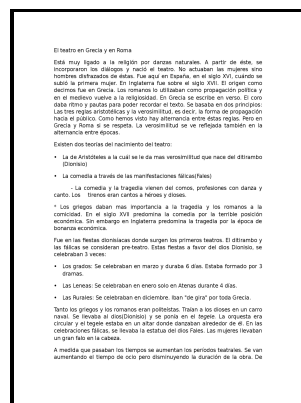 El teatro en Grecia y en Roma
Está muy ligado a la religión por danzas naturales. A partir de éste, se
incorporaron los diálogos y nació el teatro. No actuaban las mujeres sino
hombres disfrazados de éstas. Fue aquí en España, en el siglo XVI, cuándo se
subió la primera mujer. En Inglaterra fue sobre el siglo XVII. El origen como
decimos fue en Grecia. Los romanos lo utilizaban como propagación política y
en el medievo vuelve a la religiosidad. En Grecia se escribe en verso. El coro
daba ritmo y pautas para poder recordar el texto. Se basaba en dos principios:
Las tres reglas aristotélicas y la verosimilitud, es decir, la forma de propagación
hacia el público. Como hemos visto hay alternancia entre éstas reglas. Pero en
Grecia y Roma si se respeta. La verosimilitud se ve reflejada también en la
alternancia entre épocas.
Existen dos teorías del nacimiento del teatro:
• La de Aristóteles a la cuál se le da mas verosimilitud que nace del ditirambo
(Dionisio)
• La comedia a través de las manifestaciones fálicas(Fales)
- La comedia y la tragedia vienen del comos, profesiones con danza y
canto. Los trenos eran cantos a héroes y dioses.
* Los griegos daban mas importancia a la tragedia y los romanos a la
comicidad. En el siglo XVII predomina la comedia por la terrible posición
económica. Sin embargo en Inglaterra predomina la tragedia por la época de
bonanza económica.
Fue en las fiestas dionisíacas donde surgen los primeros teatros. El ditirambo y
las fálicas se consideran pre-teatro. Estas fiestas a favor del dios Dionisio, se
celebraban 3 veces:
• Los grados: Se celebraban en marzo y duraba 6 días. Estaba formado por 3
dramas.
• Las Leneas: Se celebraban en enero solo en Atenas durante 4 días.
• Las Rurales: Se celebraban en diciembre. Iban "de gira" por toda Grecia.
Tanto los griegos y los romanos eran politeístas. Traían a los dioses en un carro
naval. Se llevaba al dios(Dionisio) y se ponía en el tegele. La orquesta era
circular y el tegele estaba en un altar donde danzaban alrededor de él. En las
celebraciones fálicas, se llevaba la estatua del dios Fales. Las mujeres llevaban
un gran falo en la cabeza.
A medida que pasaban los tiempos se aumentan los periodos teatrales. Se van
aumentando el tiempo de ocio pero disminuyendo la duración de la obra. De